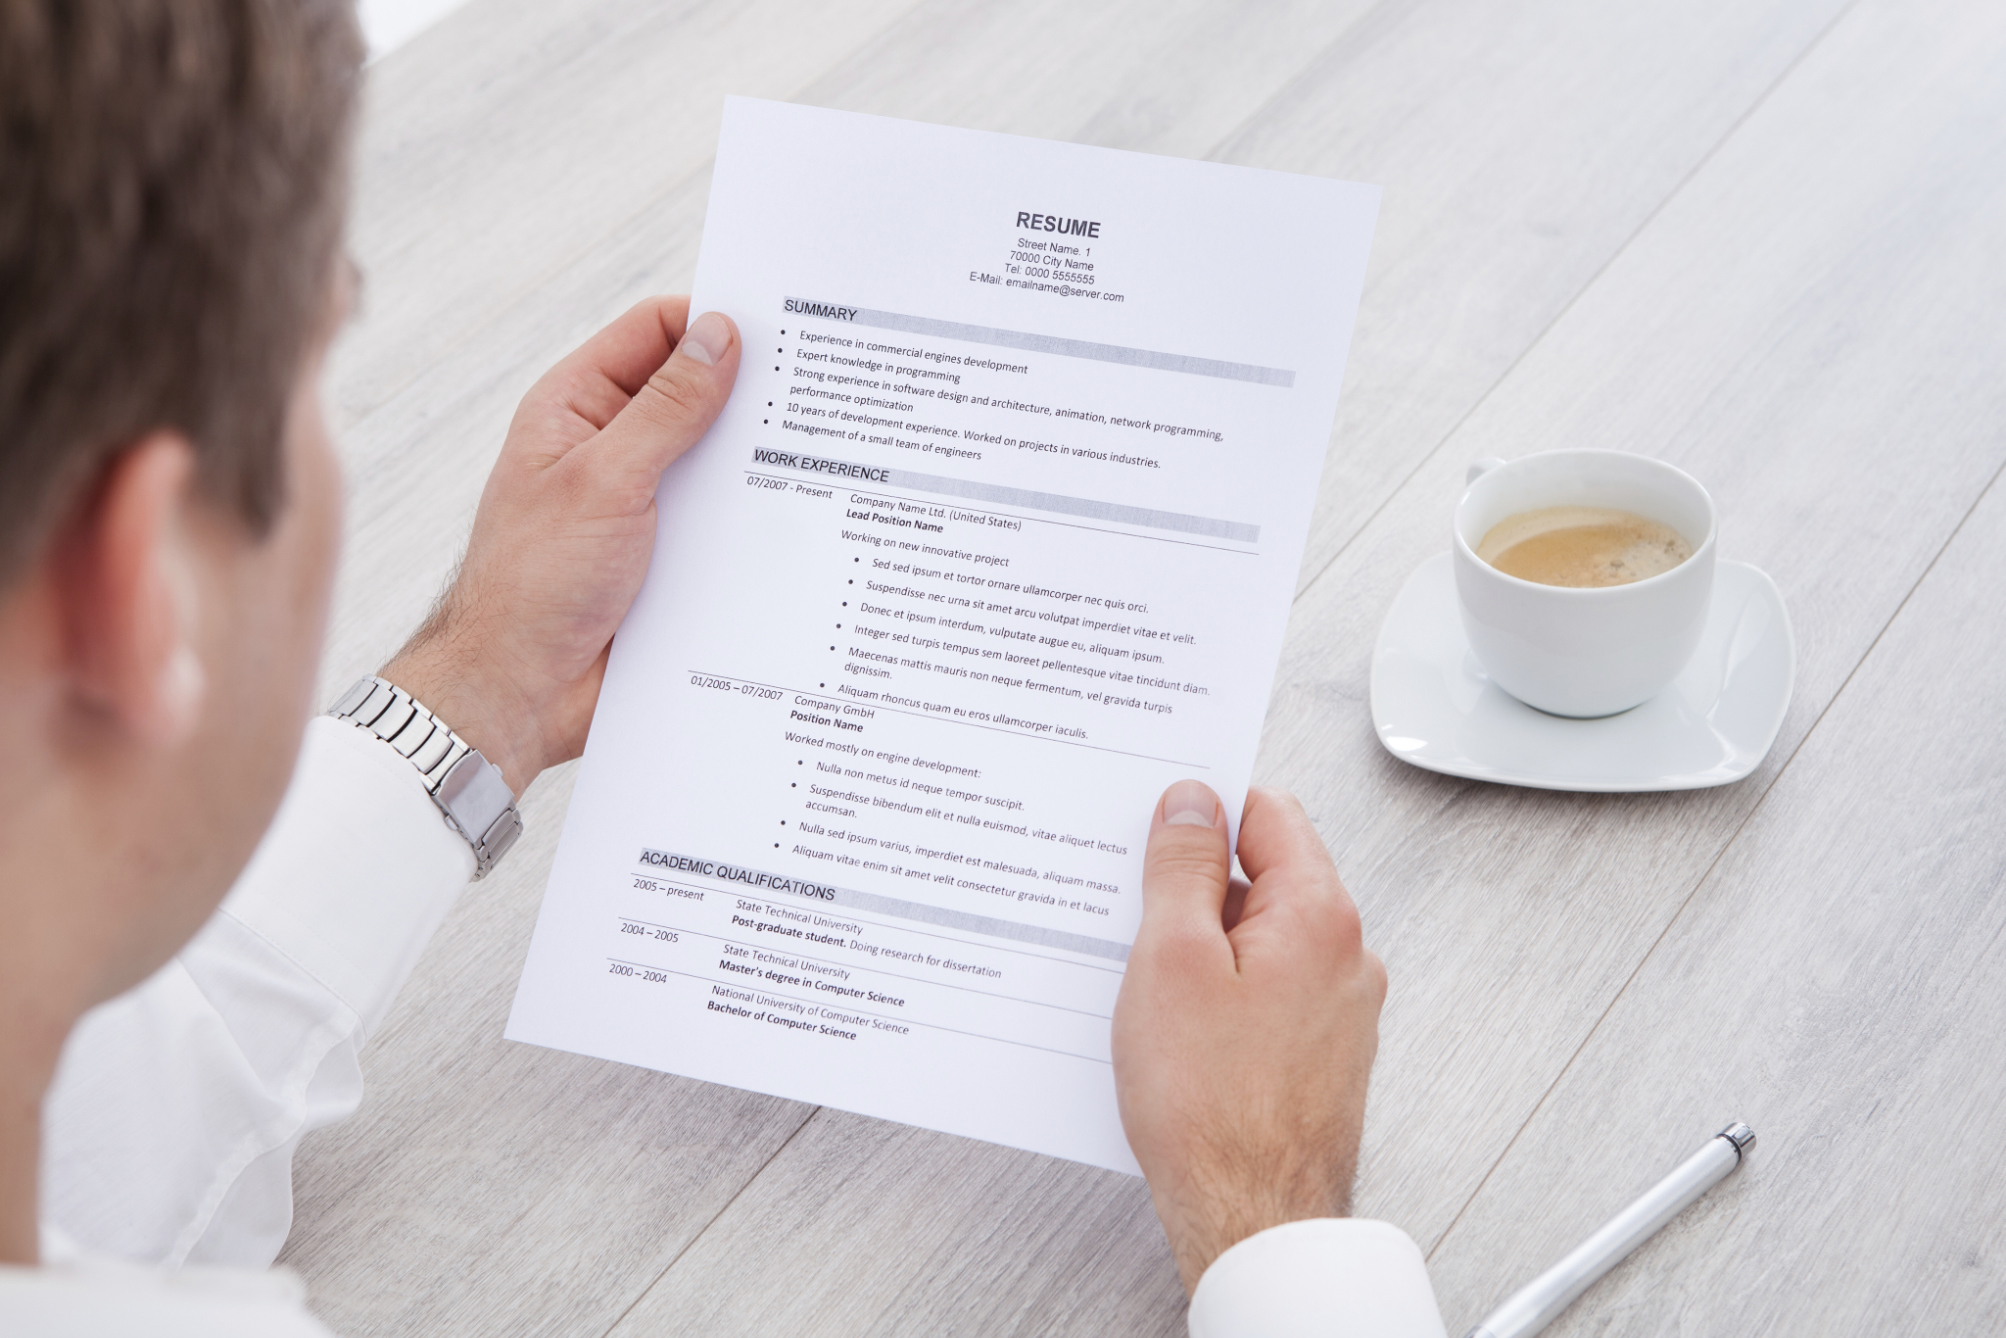 RESUME
Street Name. 1
70000 City Name
Tel: 0000 5555555
E-Mail: emailname@server.com
SUMMARY
• Experience in commercial engines development
• Expert knowledge in programming
• Strong experience in software design and architecture, animation, network programming,
performance optimization
• 10 years of development experience. Worked on projects in various industries.
• Management of a small team of engineers
WORK EXPERIENCE
07/2007 - Present Company Name Ltd. (United States)
Lead Position Name
Working on new innovative project
• Sed sed ipsum et tortor ornare ullamcorper nec quis orci.
• Suspendisse nec urna sit amet arcu volutpat imperdiet vitae et velit.
• Donec et ipsum interdum, vulputate augue eu, aliquam ipsum.
• Integer sed turpis tempus sem laoreet pellentesque vitae tincidunt diam.
• Maecenas mattis mauris non neque fermentum, vel gravida turpis
dignissim.
• Aliquam rhoncus quam eu eros ullamcorper iaculis.
01/2005 – 07/2007 Company GmbH
Position Name
Worked mostly on engine development:
• Nulla non metus id neque tempor suscipit.
• Suspendisse bibendum elit et nulla euismod, vitae aliquet lectus
accumsan.
• Nulla sed ipsum varius, imperdiet est malesuada, aliquam massa.
• Aliquam vitae enim sit amet velit consectetur gravida in et lacus
ACADEMIC QUALIFICATIONS
2005 – present State Technical University
Post-graduate student. Doing research for dissertation
2004 – 2005 State Technical University
Master's degree in Computer Science
2000 – 2004 National University of Computer Science
Bachelor of Computer Science